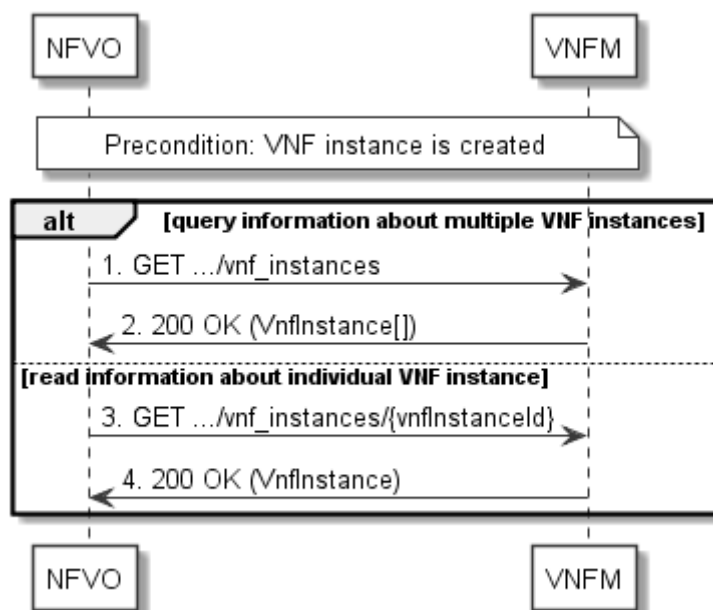 NFVO
VNFM
Precondition: VNF instance is created
alt
[query information about multiple VNF instances]
1. GET .../vnf_instances
2. 200 OK (VnfInstance[])
[read information about individual VNF instance]
3. GET .../vnf_instances/{vnfInstanceId}
4. 200 OK (VnfInstance)
NFVO
VNFM